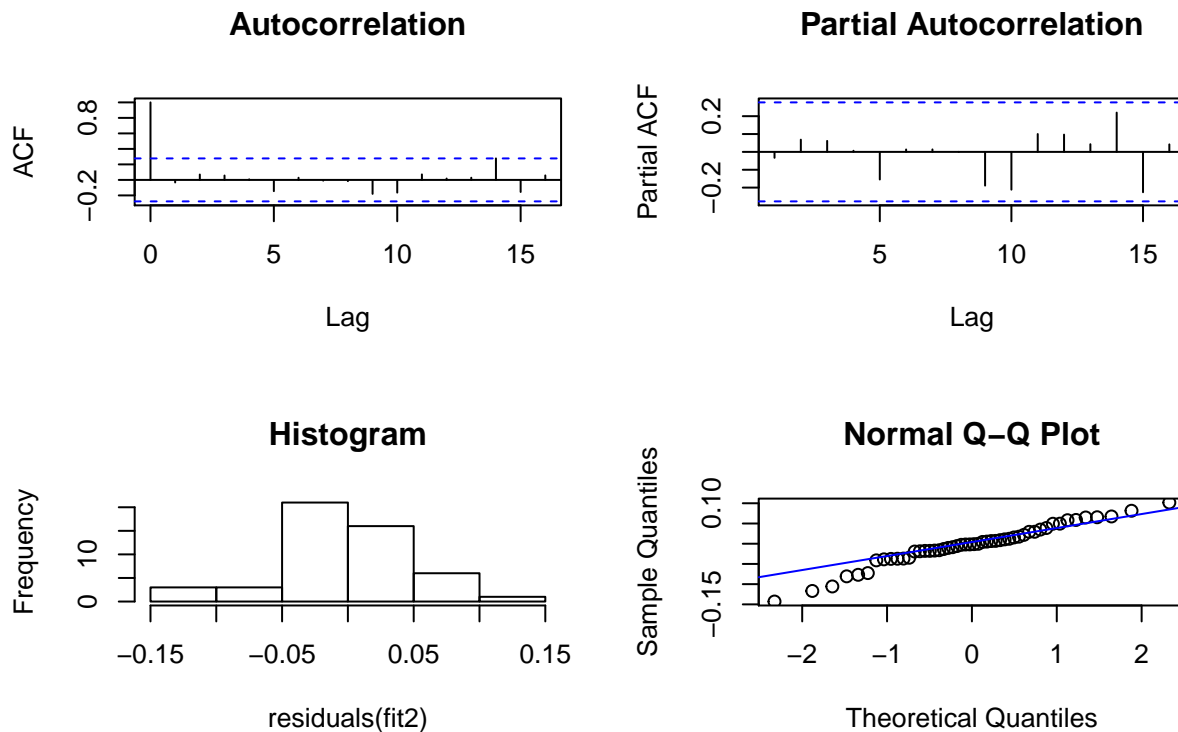 Autocorrelation
ACF
0.8
−0.2
0 5 10 15
Lag
Partial Autocorrelation
Partial ACF
0.2
−0.2
5 10 15
Lag
Histogram
Frequency
10
0
−0.15 −0.05 0.05 0.15
residuals(fit2)
Normal Q−Q Plot
Sample Quantiles
0.10
−0.15
−2 −1 0 1 2
Theoretical Quantiles